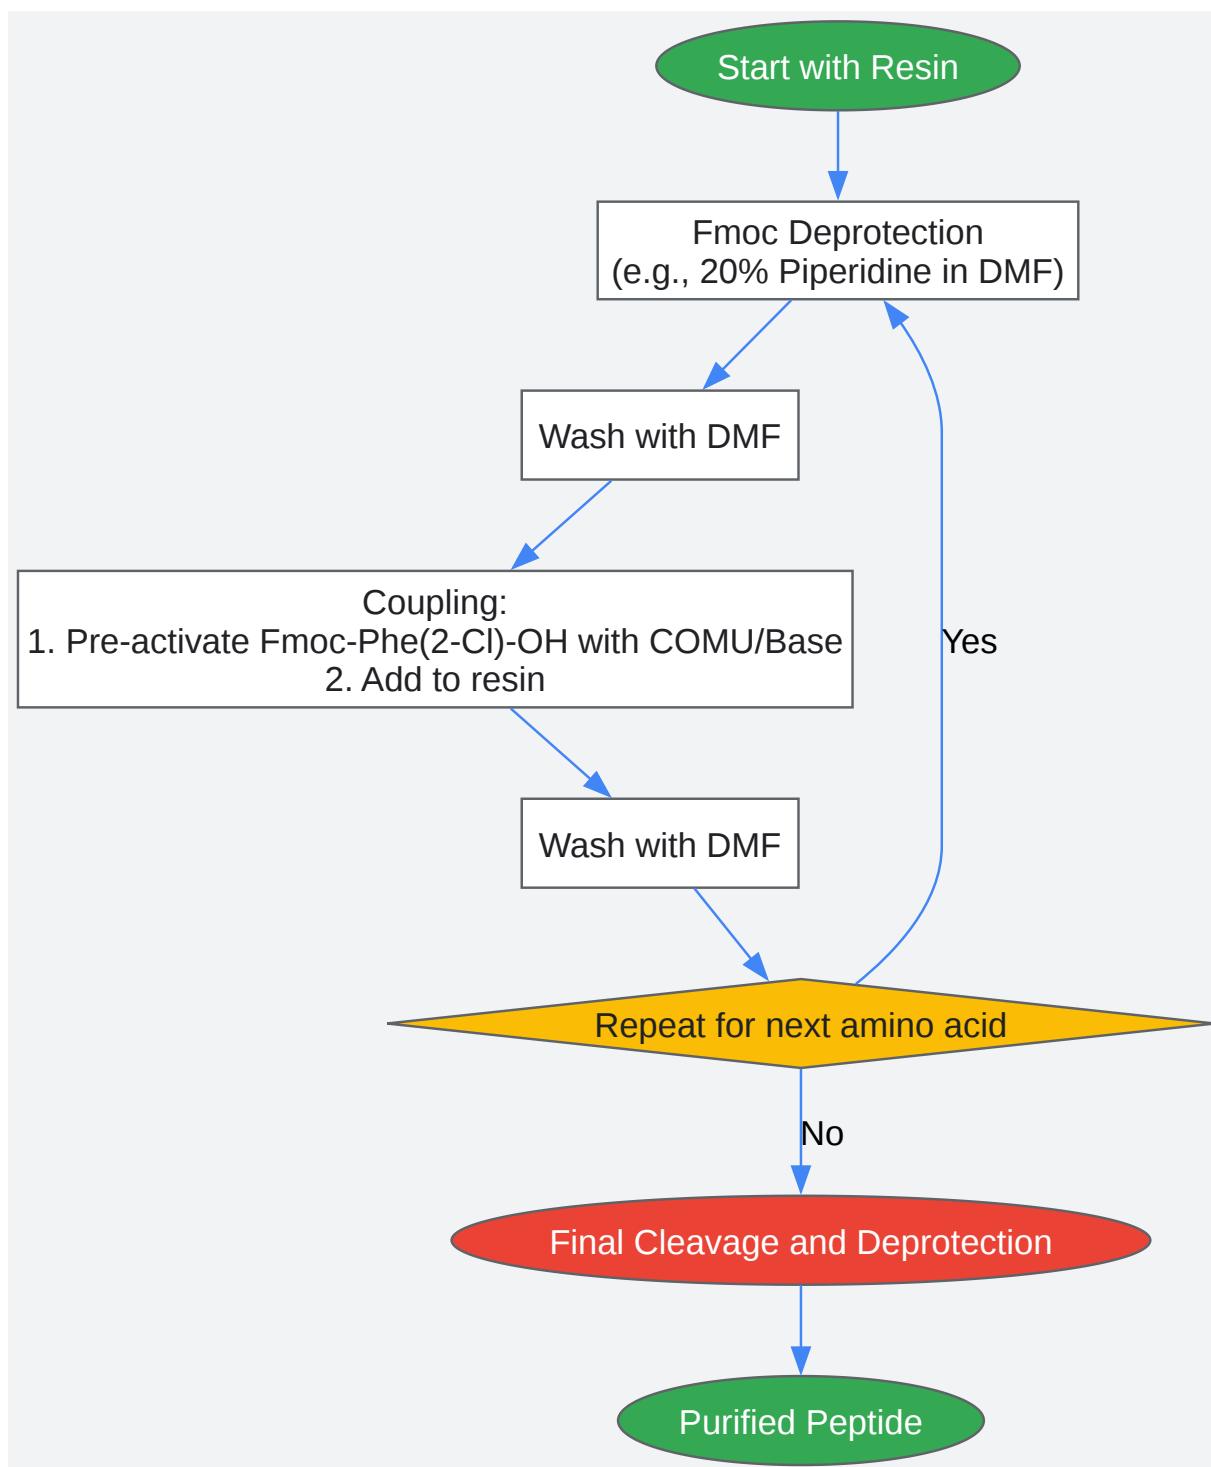 Start with Resin
Fmoc Deprotection
(e.g., 20% Piperidine in DMF)
Wash with DMF
Coupling:
1. Pre-activate Fmoc-Phe(2-Cl)-OH with COMU/Base
2. Add to resin
Yes
Wash with DMF
Repeat for next amino acid
No
Final Cleavage and Deprotection
Purified Peptide